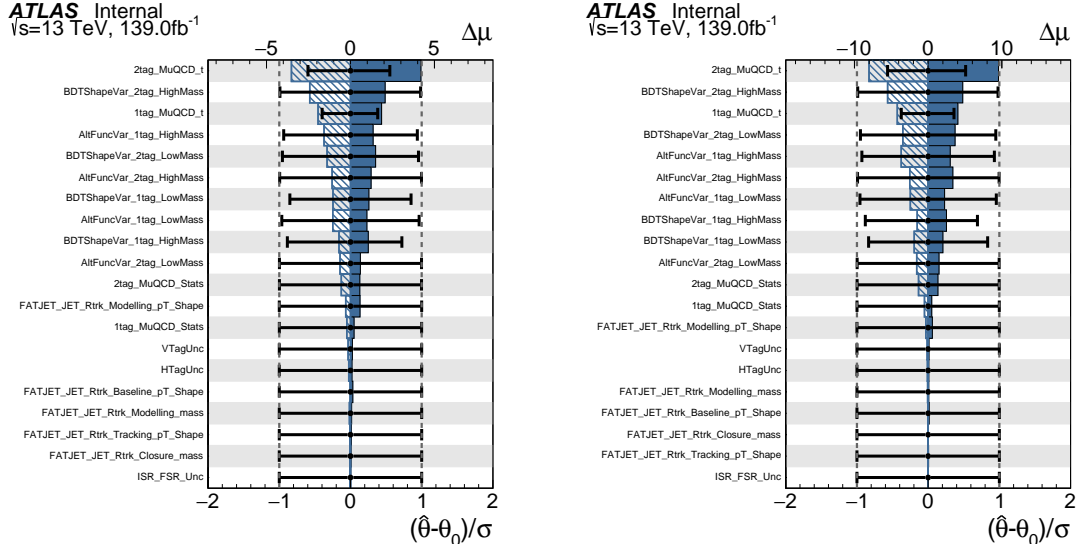 ATLAS Internal
√s=13 TeV, 139.0fb⁻¹
−5 0 5 Δμ
2tag_MuQCD_t
BDTShapeVar_2tag_HighMass
1tag_MuQCD_t
AltFuncVar_1tag_HighMass
BDTShapeVar_2tag_LowMass
AltFuncVar_2tag_HighMass
BDTShapeVar_1tag_LowMass
AltFuncVar_1tag_LowMass
BDTShapeVar_1tag_HighMass
AltFuncVar_2tag_LowMass
2tag_MuQCD_Stats
FATJET_JET_Rtrk_Modelling_pT_Shape
1tag_MuQCD_Stats
VTagUnc
HTagUnc
FATJET_JET_Rtrk_Baseline_pT_Shape
FATJET_JET_Rtrk_Modelling_mass
FATJET_JET_Rtrk_Tracking_pT_Shape
FATJET_JET_Rtrk_Closure_mass
ISR_FSR_Unc
−2 −1 0 1 2
(θ̂-θ₀)/σ
ATLAS Internal
√s=13 TeV, 139.0fb⁻¹
−10 0 10 Δμ
2tag_MuQCD_t
BDTShapeVar_2tag_HighMass
1tag_MuQCD_t
BDTShapeVar_2tag_LowMass
AltFuncVar_1tag_HighMass
AltFuncVar_2tag_HighMass
AltFuncVar_1tag_LowMass
BDTShapeVar_1tag_HighMass
BDTShapeVar_1tag_LowMass
AltFuncVar_2tag_LowMass
2tag_MuQCD_Stats
1tag_MuQCD_Stats
FATJET_JET_Rtrk_Modelling_pT_Shape
VTagUnc
HTagUnc
FATJET_JET_Rtrk_Modelling_mass
FATJET_JET_Rtrk_Baseline_pT_Shape
FATJET_JET_Rtrk_Closure_mass
FATJET_JET_Rtrk_Tracking_pT_Shape
ISR_FSR_Unc
−2 −1 0 1 2
(θ̂-θ₀)/σ